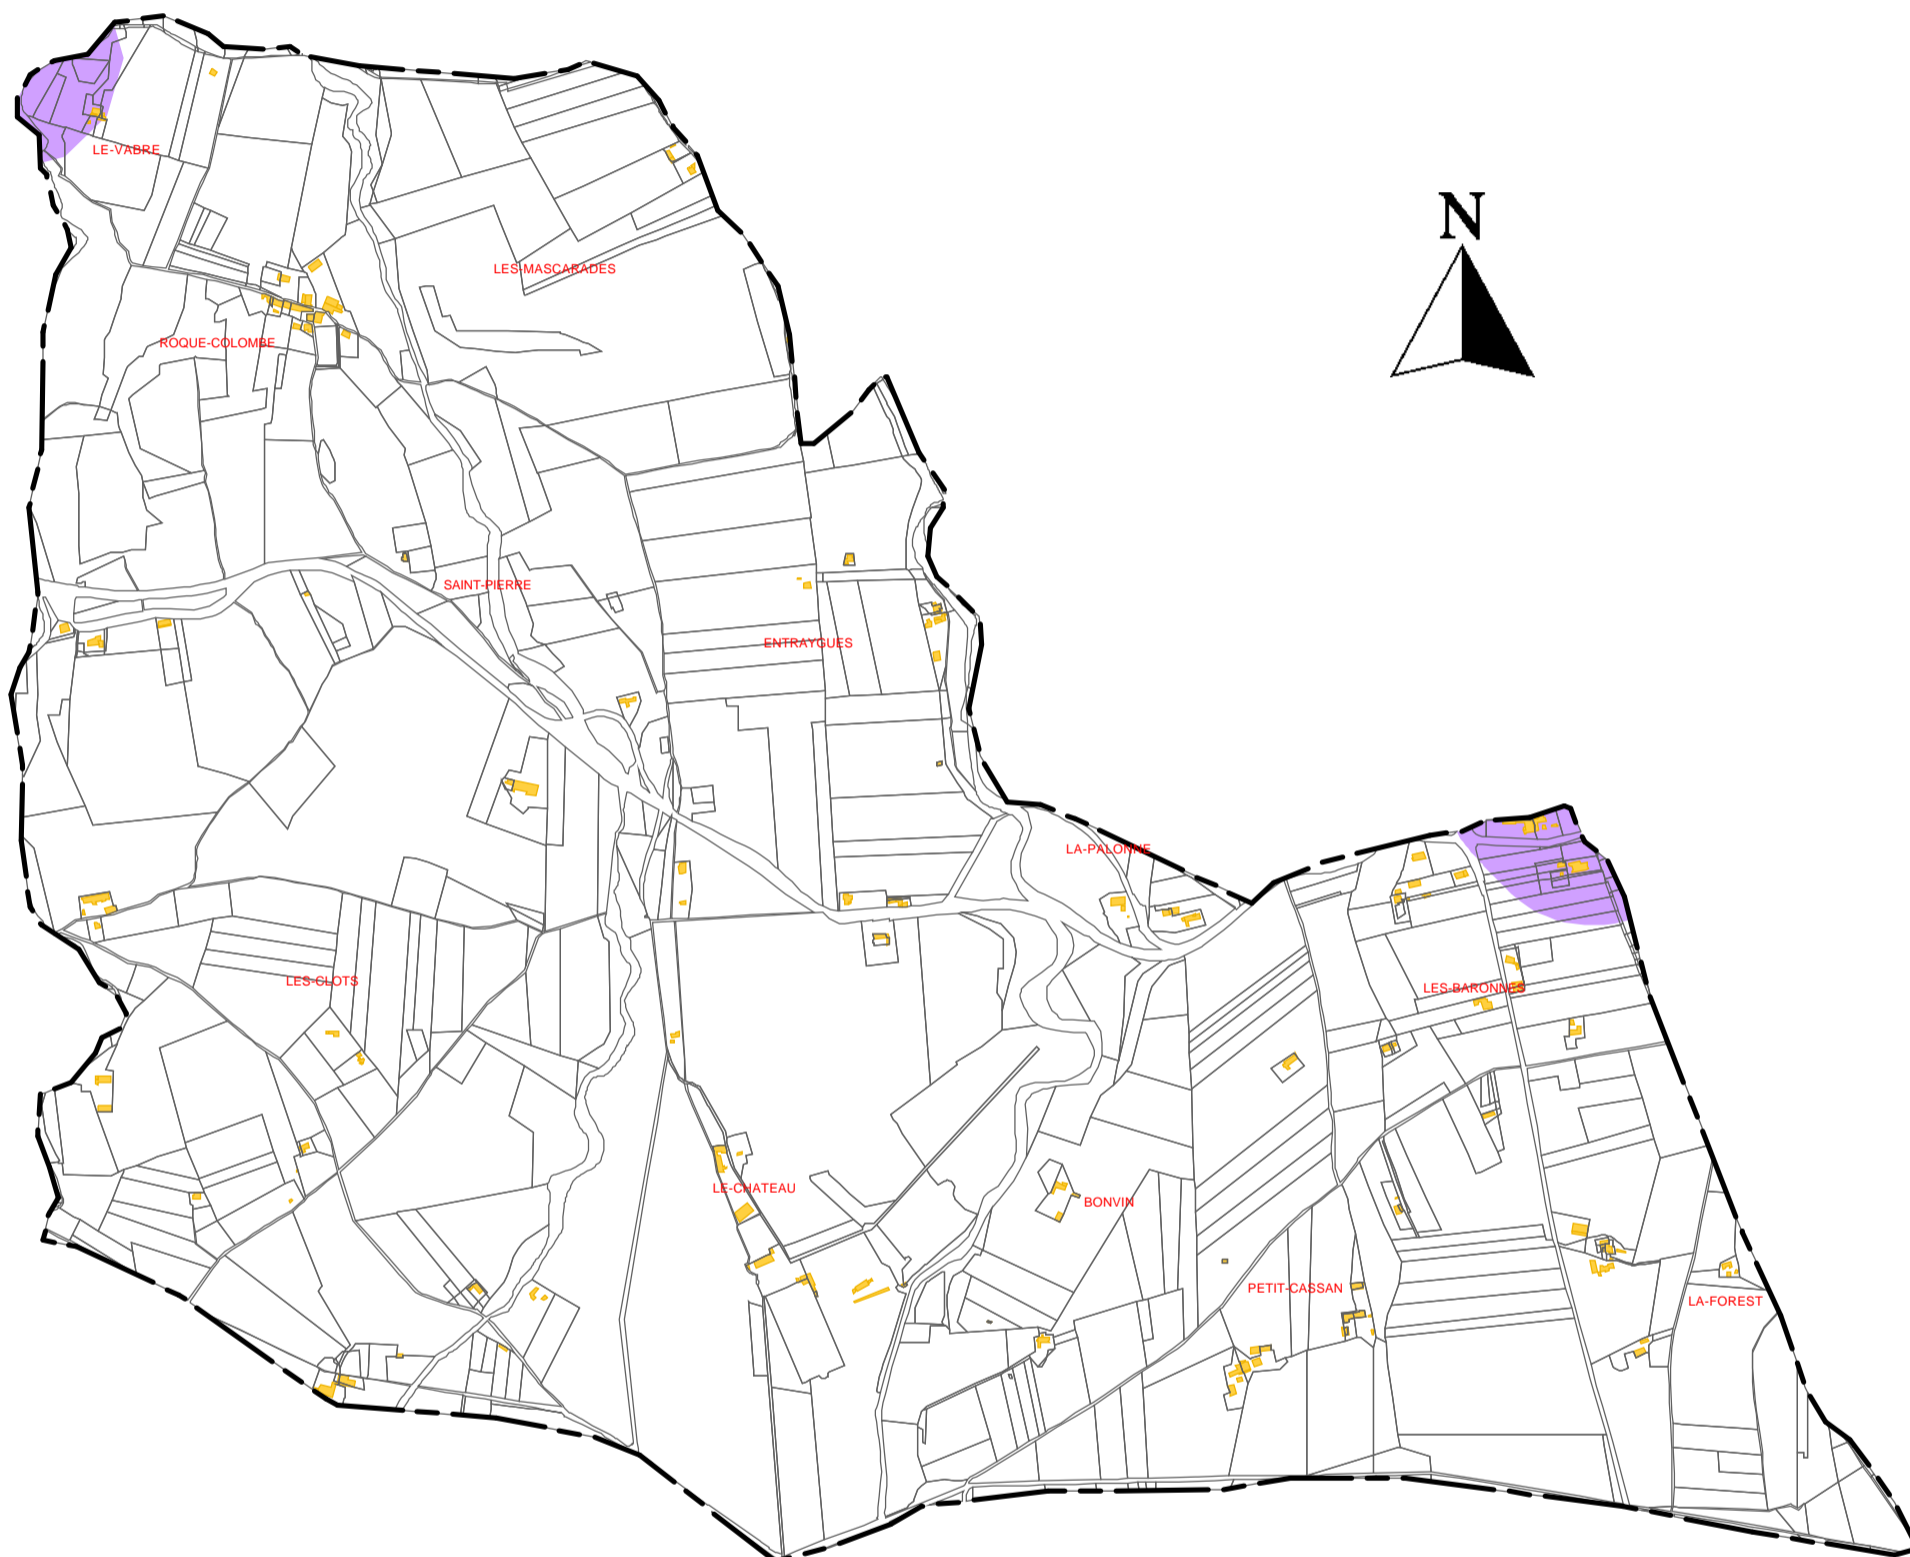 LE-VABRE
N
LES-MASCARADES
ROQUE-COLOMBE
SAINT-PIERRE
ENTRAYGUES
LA-PALONNE
LES-CLOTS
LES-BARONNES
LE-CHATEAU
BONVIN
PETIT-CASSAN
LA-FOREST